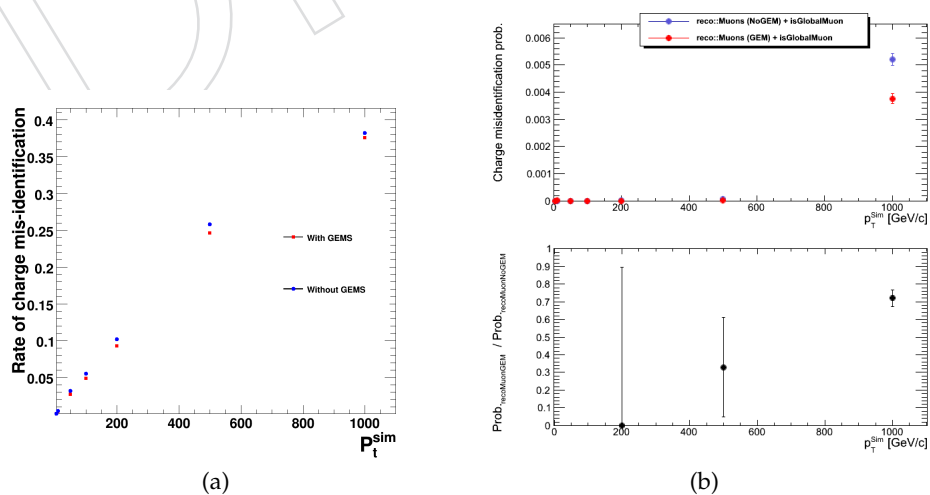 Rate of charge mis-identification
0.4
0.35
0.3
0.25
0.2
0.15
0.1
0.05
With GEMS
Without GEMS
200 400 600 800 1000
P_t^sim
(a)
reco::Muons (NoGEM) + isGlobalMuon
reco::Muons (GEM) + isGlobalMuon
Charge misidentification prob.
0.006
0.005
0.004
0.003
0.002
0.001
0
0 200 400 600 800 1000
p_T^Sim [GeV/c]
Prob._recoMuonGEM / Prob._recoMuonNoGEM
1
0.9
0.8
0.7
0.6
0.5
0.4
0.3
0.2
0.1
0
0 200 400 600 800 1000
p_T^Sim [GeV/c]
(b)